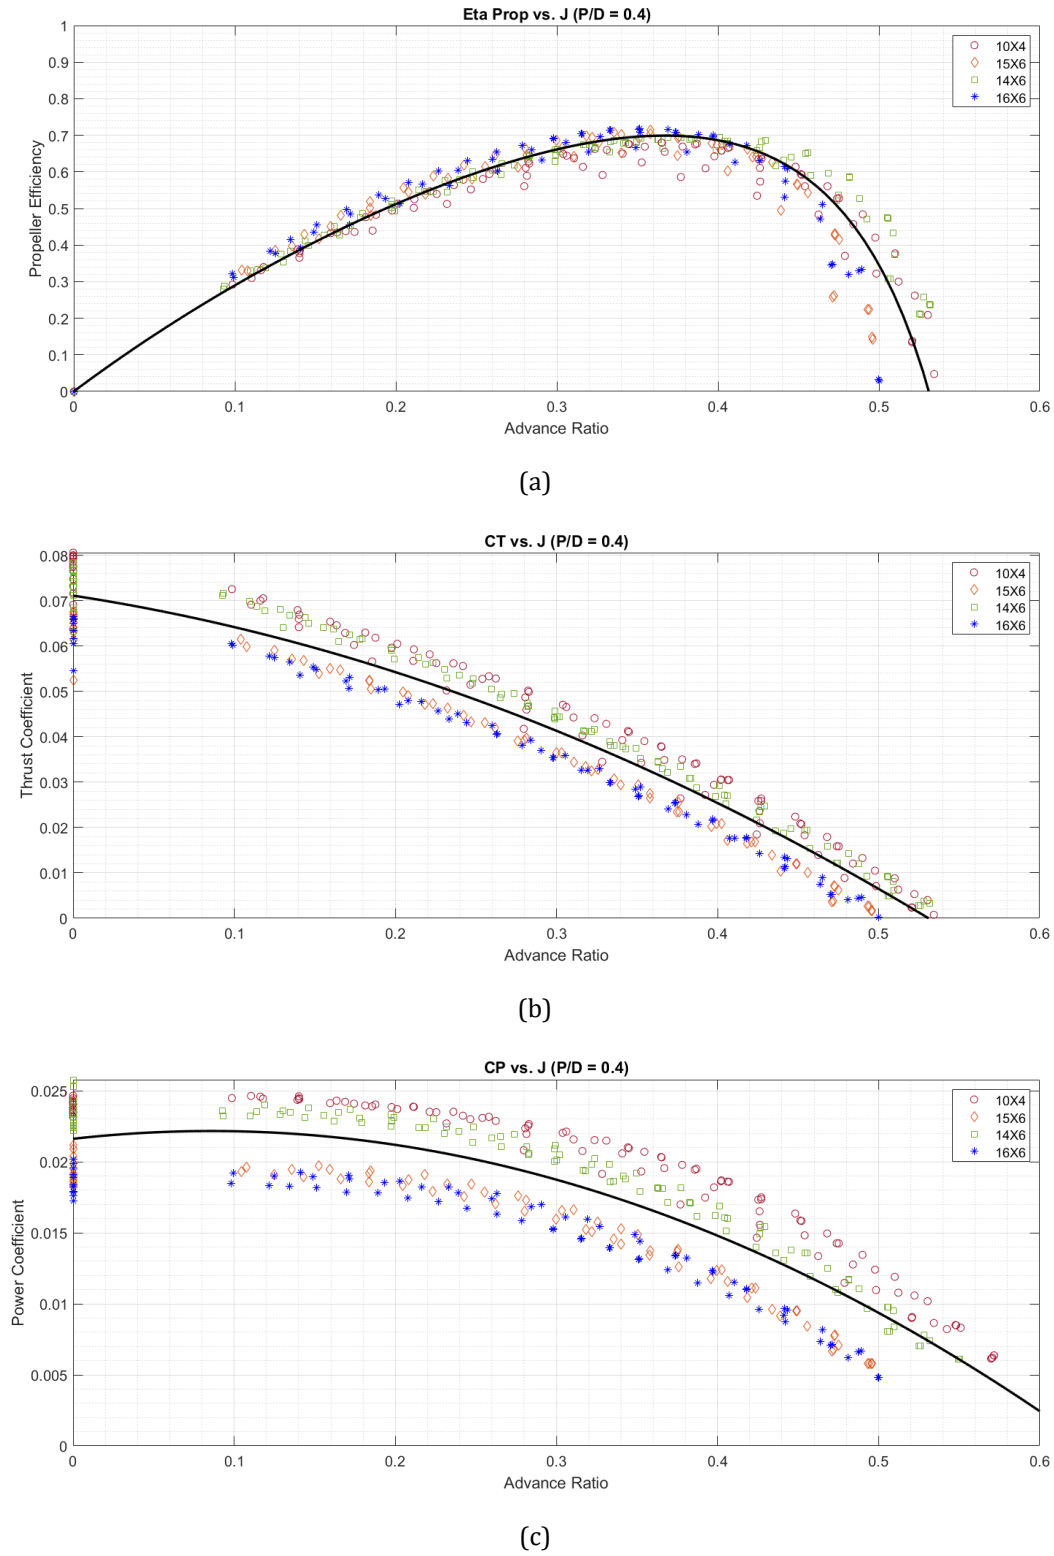 Eta Prop vs. J (P/D = 0.4)
1
0.9
0.8
0.7
0.6
0.5
0.4
0.3
0.2
0.1
0
Propeller Efficiency
10X4
15X6
14X6
16X6
0 0.1 0.2 0.3 0.4 0.5 0.6
Advance Ratio
(a)
CT vs. J (P/D = 0.4)
0.08
0.07
0.06
0.05
0.04
0.03
0.02
0.01
0
Thrust Coefficient
10X4
15X6
14X6
16X6
0 0.1 0.2 0.3 0.4 0.5 0.6
Advance Ratio
(b)
CP vs. J (P/D = 0.4)
0.025
0.02
0.015
0.01
0.005
0
Power Coefficient
10X4
15X6
14X6
16X6
0 0.1 0.2 0.3 0.4 0.5 0.6
Advance Ratio
(c)